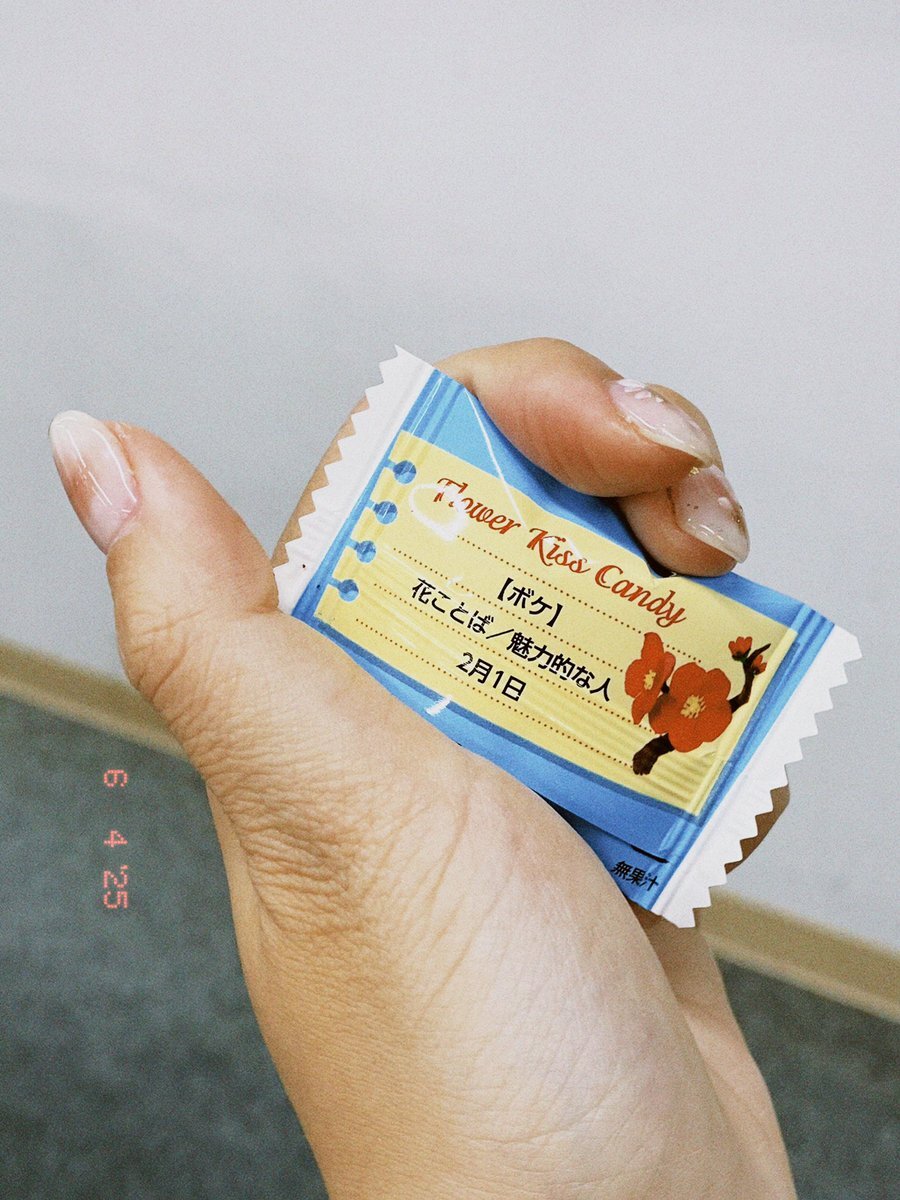 Flower Kiss Candy
【ボケ】
花ことば/魅力的な人
2月1日
無果汁
6 4 '25